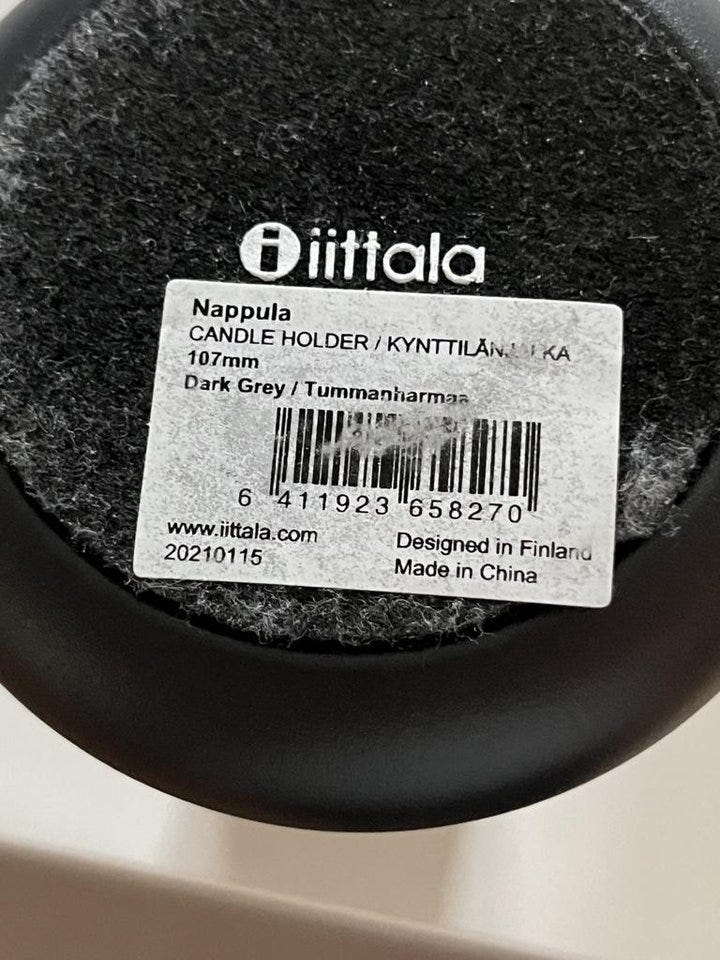 iittala
Nappula
CANDLE HOLDER /
107mm
Dark Grey / Tummanharmaa
6 411923 658270
www.iittala.com
Designed in Finland
20210115
Made in China